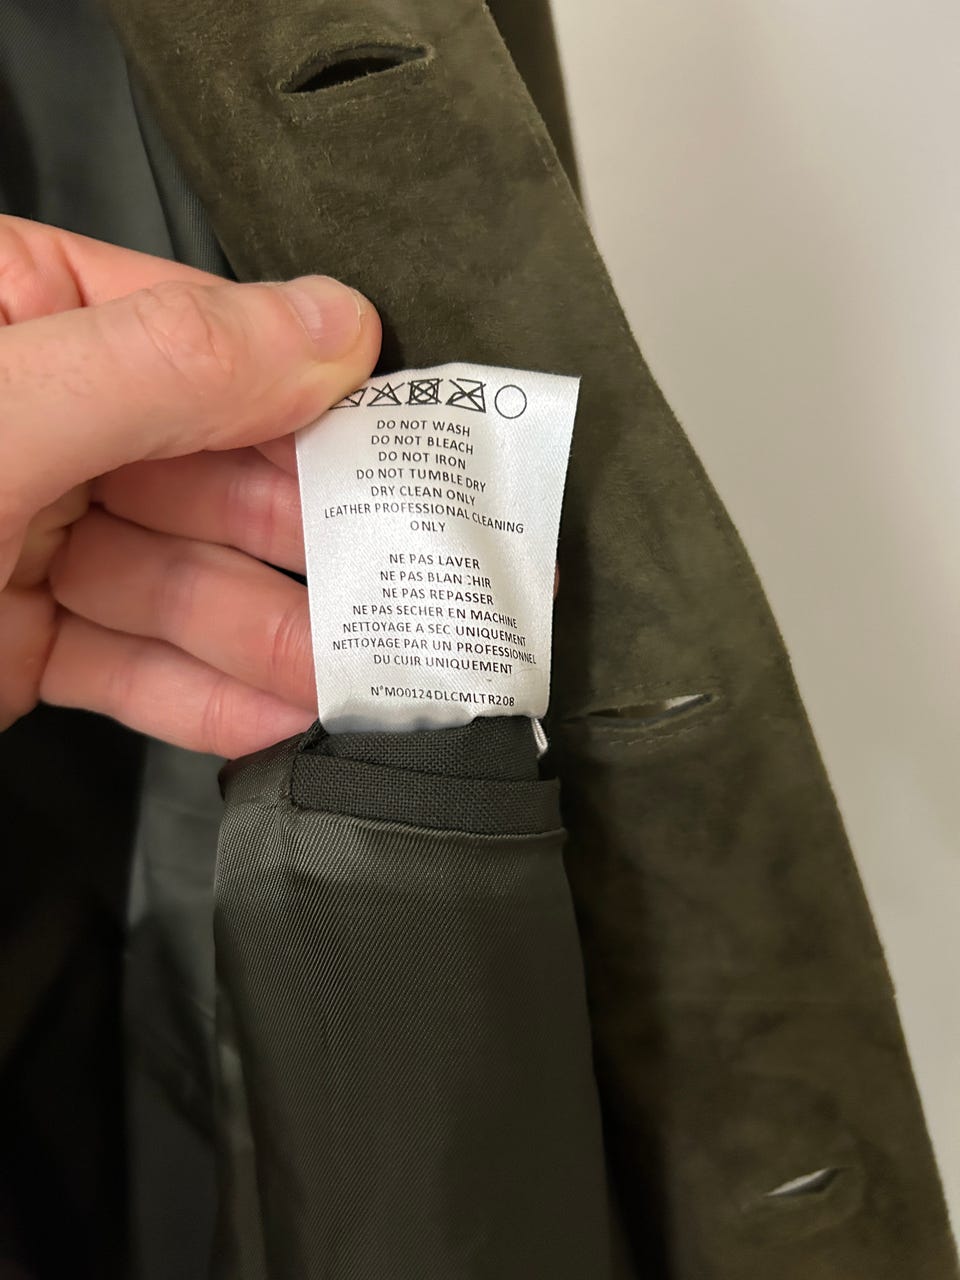 DO NOT WASH
DO NOT BLEACH
DO NOT IRON
DO NOT TUMBLE DRY
DRY CLEAN ONLY
LEATHER PROFESSIONAL CLEANING
ONLY
NE PAS LAVER
NE PAS BLANCHIR
NE PAS REPASSER
NE PAS SECHER EN MACHINE
NETTOYAGE A SEC UNIQUEMENT
NETTOYAGE PAR UN PROFESSIONNEL
DU CUIR UNIQUEMENT
N°MO0124DLCMLTR208